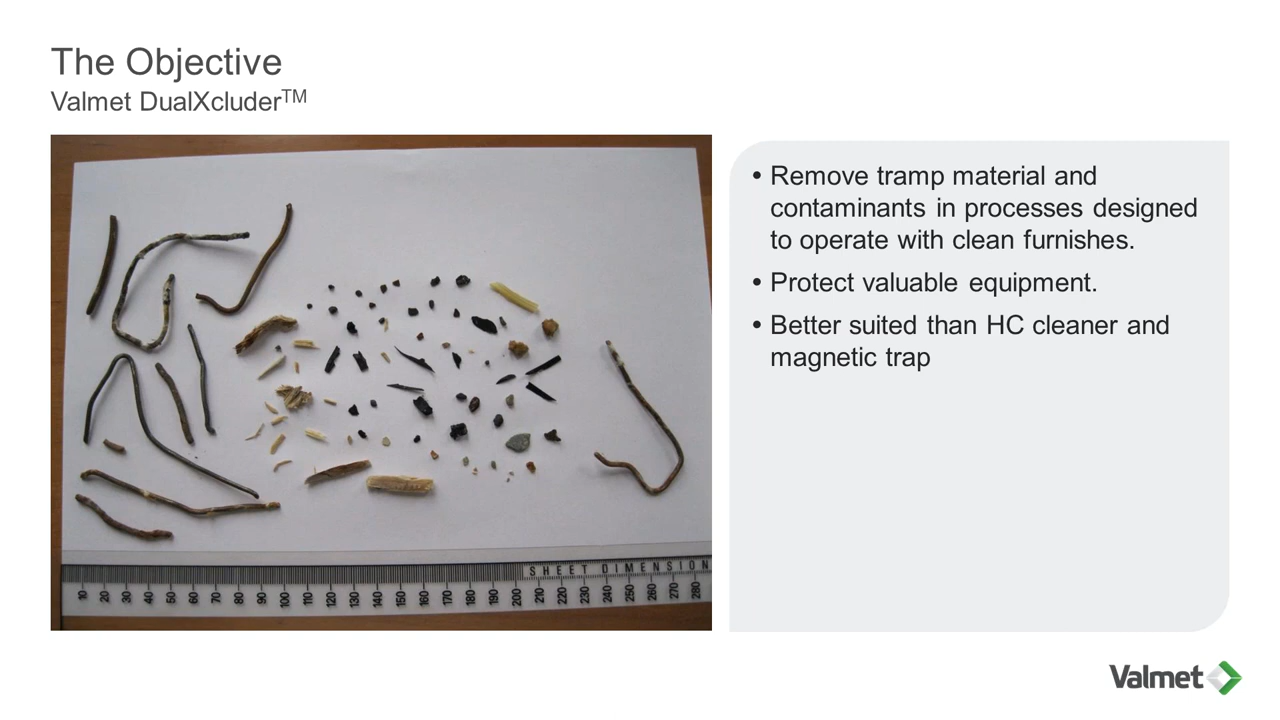 The Objective
Valmet DualXcluder™
• Remove tramp material and
contaminants in processes designed
to operate with clean furnishes.
• Protect valuable equipment.
• Better suited than HC cleaner and
magnetic trap
SHEET DIMENSION
10 20 30 40 50 60 70 80 90 100 110 120 130 140 150 160 170 180 190 200 210 220 230 240 250 260 270 280
Valmet